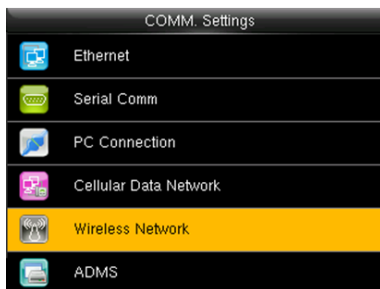 COMM. Settings
Ethernet
Serial Comm
PC Connection
Cellular Data Network
Wireless Network
ADMS